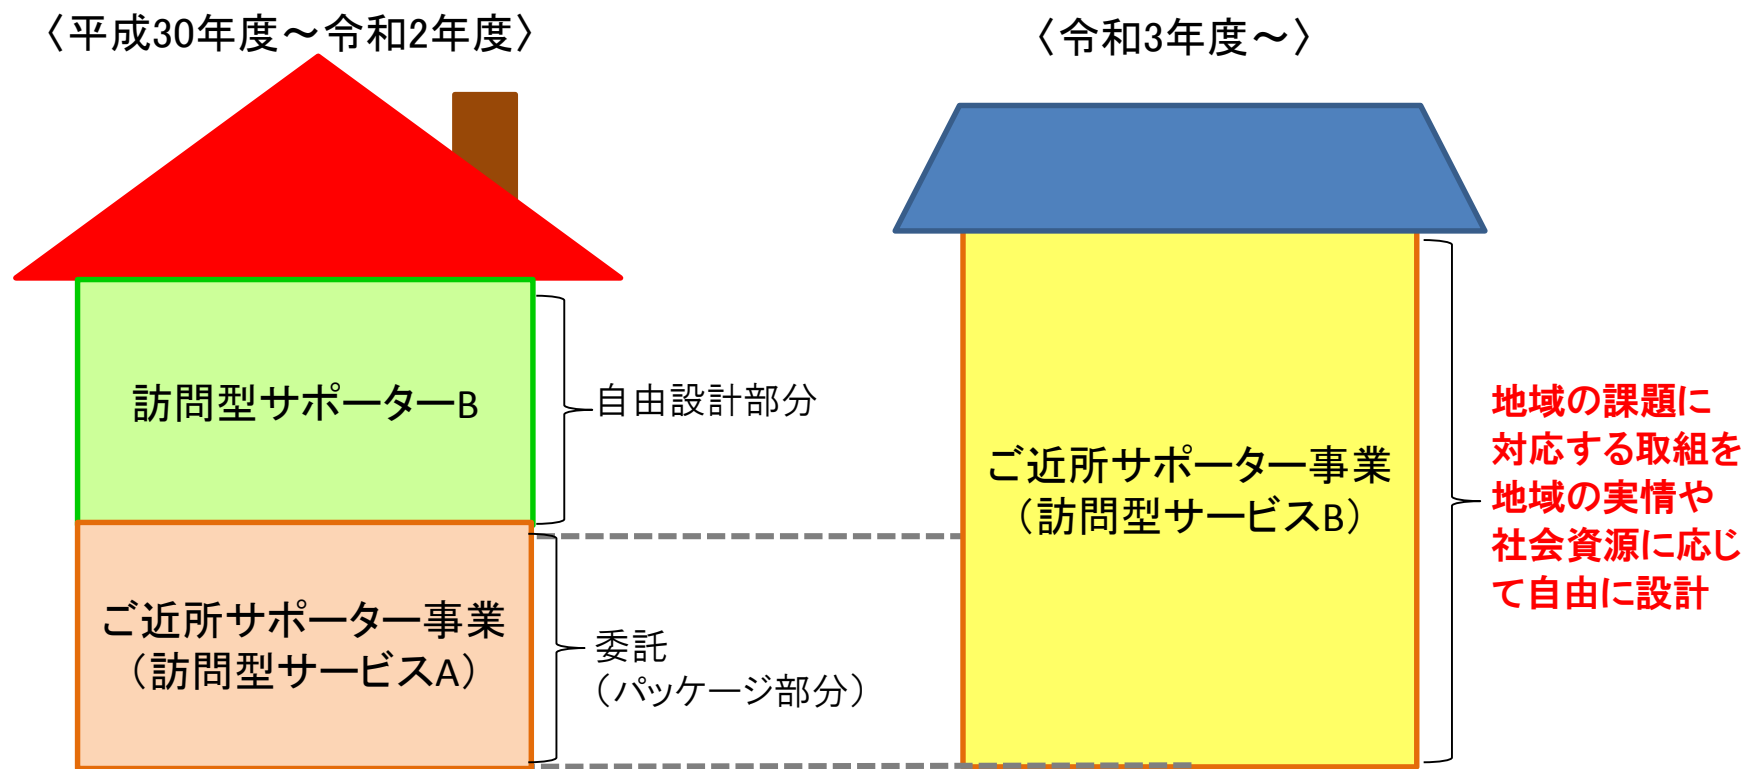 〈平成30年度～令和2年度〉
〈令和3年度～〉
訪問型サポーターB
自由設計部分
ご近所サポーター事業
（訪問型サービスA）
委託
（パッケージ部分）
ご近所サポーター事業
（訪問型サービスB）
地域の課題に
対応する取組を
地域の実情や
社会資源に応じ
て自由に設計